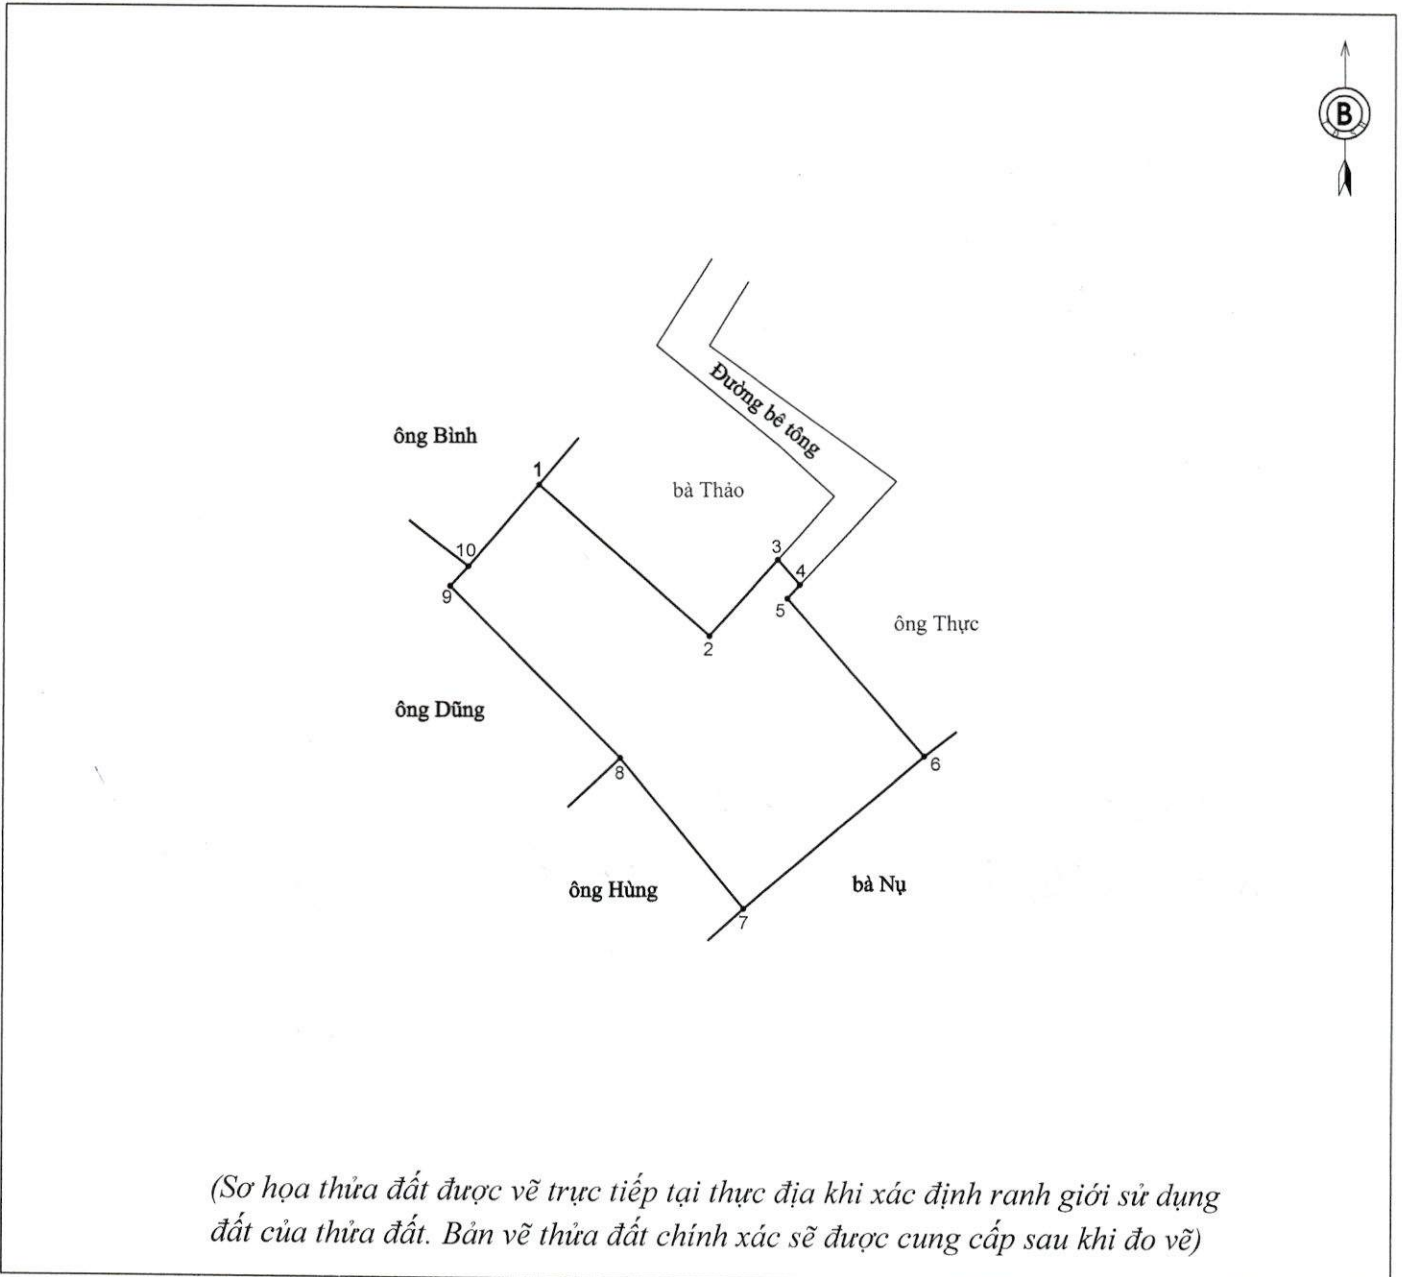 B
Đường bê tông
ông Bình
1
bà Thảo
10
3
4
9
5
ông Thực
2
ông Dũng
6
8
ông Hùng
bà Nụ
7
(Sơ họa thửa đất được vẽ trực tiếp tại thực địa khi xác định ranh giới sử dụng
đất của thửa đất. Bản vẽ thửa đất chính xác sẽ được cung cấp sau khi đo vẽ)